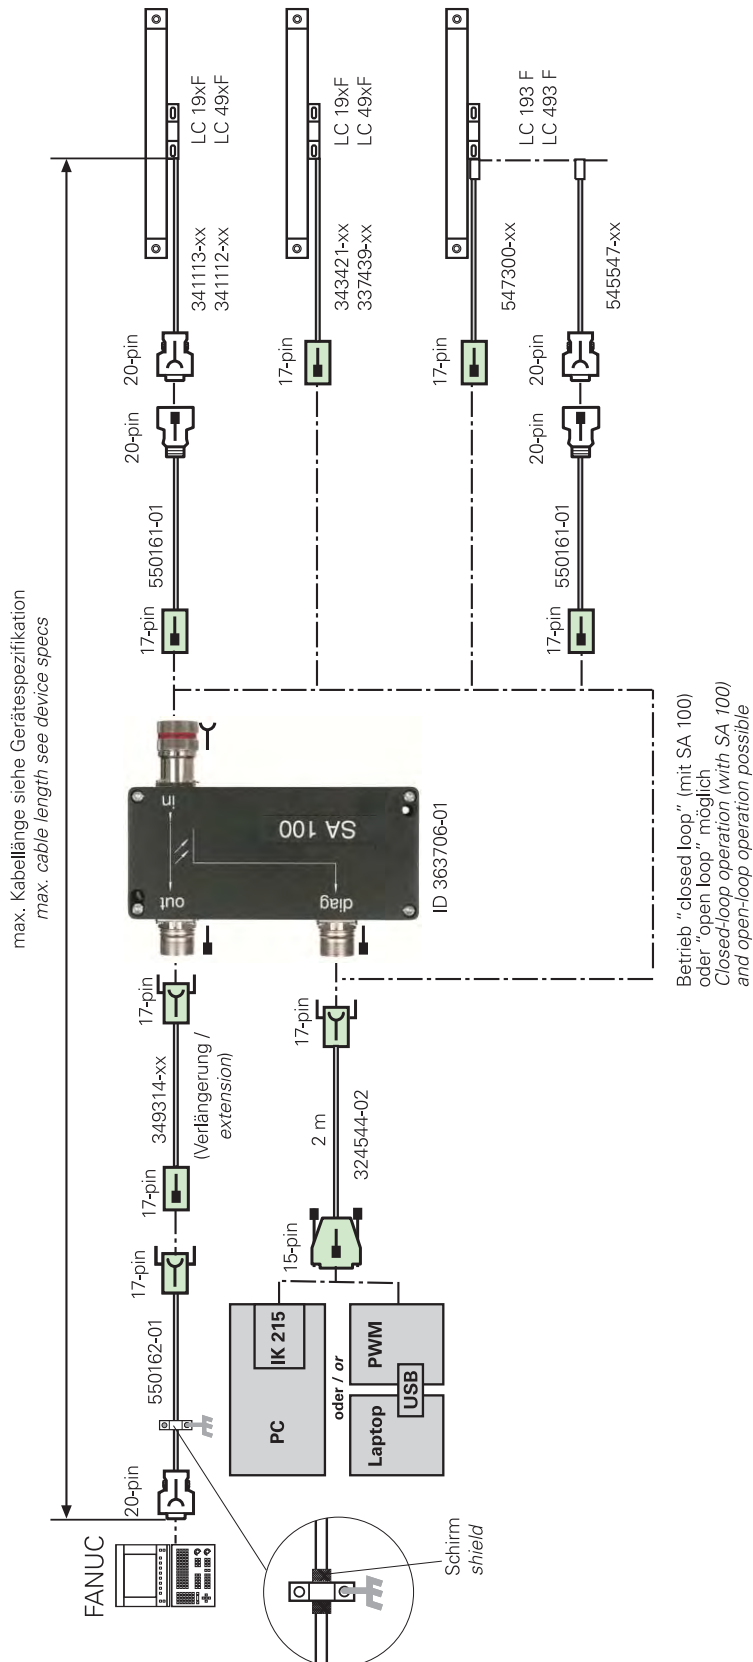 max. Kabellänge siehe Gerätespezifikation
max. cable length see device specs
FANUC
20-pin
550162-01
17-pin
17-pin
349314-xx
(Verlängerung /
extension)
17-pin
out
in
diag
SA 100
ID 363706-01
17-pin
550161-01
20-pin
20-pin
341113-xx
341112-xx
LC 19xF
LC 49xF
17-pin
343421-xx
337439-xx
LC 19xF
LC 49xF
17-pin
547300-xx
LC 193 F
LC 493 F
17-pin
550161-01
20-pin
20-pin
545547-xx
PC
IK 215
oder / or
Laptop
USB
PWM
15-pin
2 m
324544-02
17-pin
Schirm
shield
Betrieb "closed loop" (mit SA 100)
oder "open loop" möglich
Closed-loop operation (with SA 100)
and open-loop operation possible